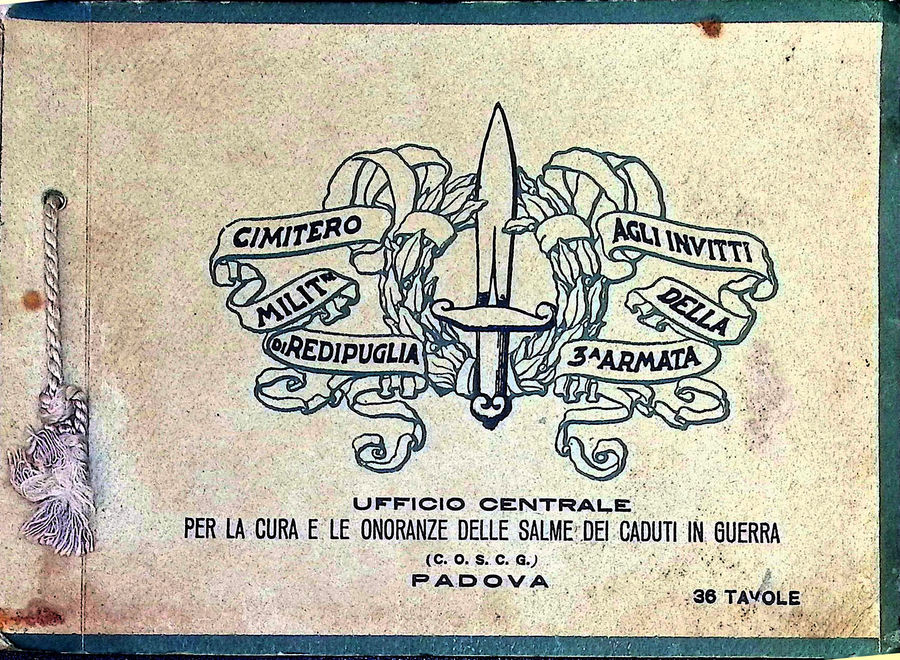 CIMITERO
MILIT.RE
DI REDIPUGLIA
AGLI INVITTI
DELLA
3ᴬ ARMATA
UFFICIO CENTRALE
PER LA CURA E LE ONORANZE DELLE SALME DEI CADUTI IN GUERRA
(C. O. S. C. G.)
PADOVA
36 TAVOLE